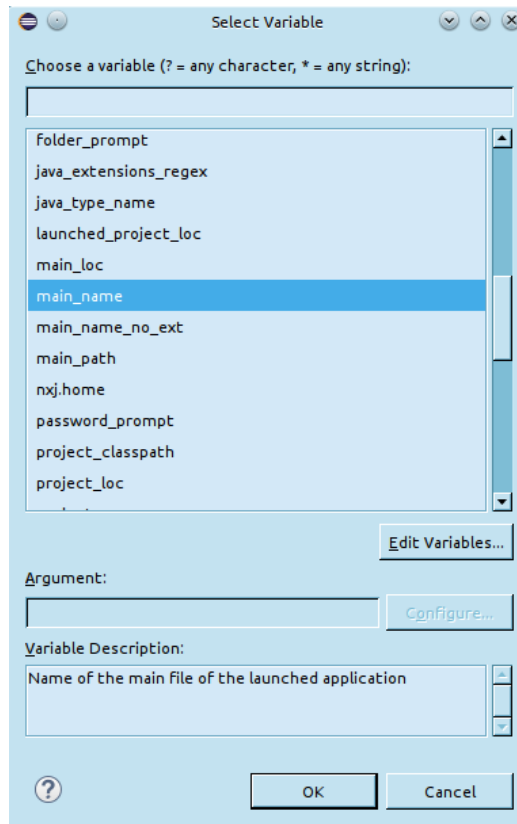 Select Variable
Choose a variable (? = any character, * = any string):
folder_prompt
java_extensions_regex
java_type_name
launched_project_loc
main_loc
main_name
main_name_no_ext
main_path
nxj.home
password_prompt
project_classpath
project_loc
Edit Variables...
Argument:
Configure...
Variable Description:
Name of the main file of the launched application
?
OK
Cancel